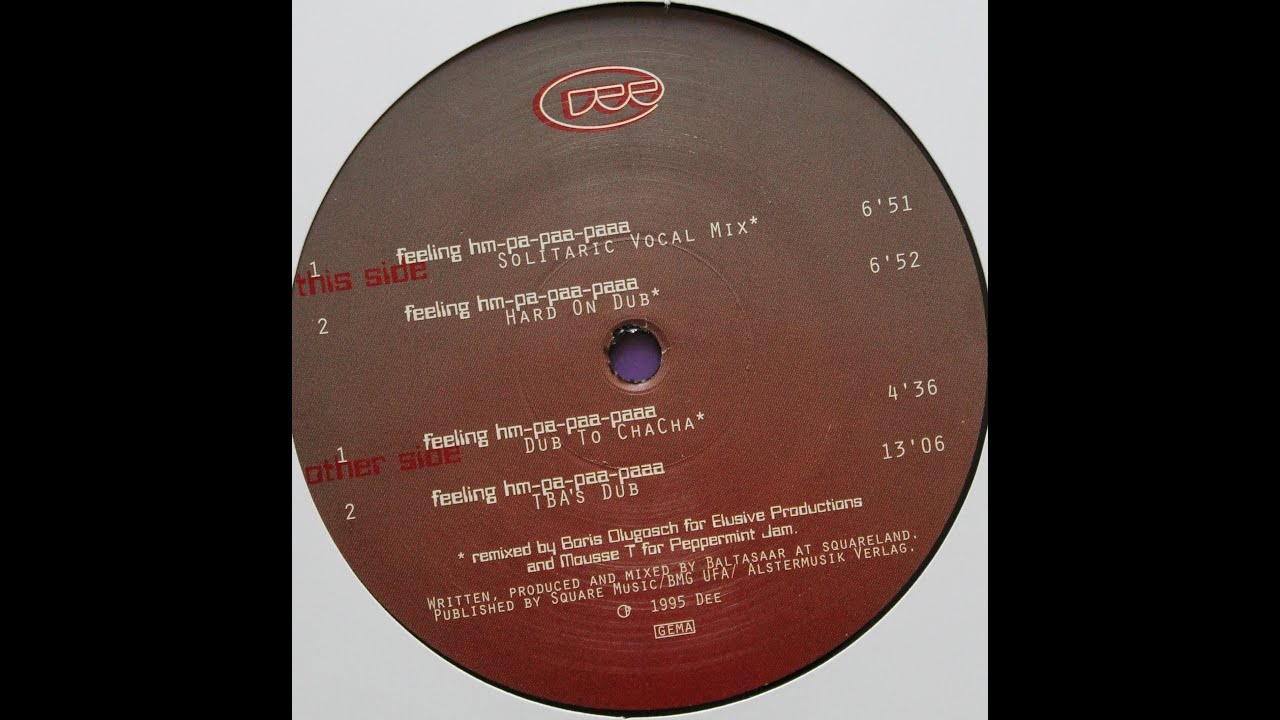 Dee
feeling hm-pa-paa-paaa
1 Solitaric Vocal Mix* 6'51
this side
feeling hm-pa-paa-paaa
2 Hard On Dub* 6'52
feeling hm-pa-paa-paaa
1 Dub To ChaCha* 4'36
other side
feeling hm-pa-paa-paaa
2 TBA's Dub 13'06
* remixed by Boris Dlugosch for Elusive Productions
and Mousse T for Peppermint Jam.
Written, produced and mixed by Baltasaar at squareland.
Published by Square Music/BMG UFA/ Alstermusik Verlag.
℗ 1995 Dee
GEMA